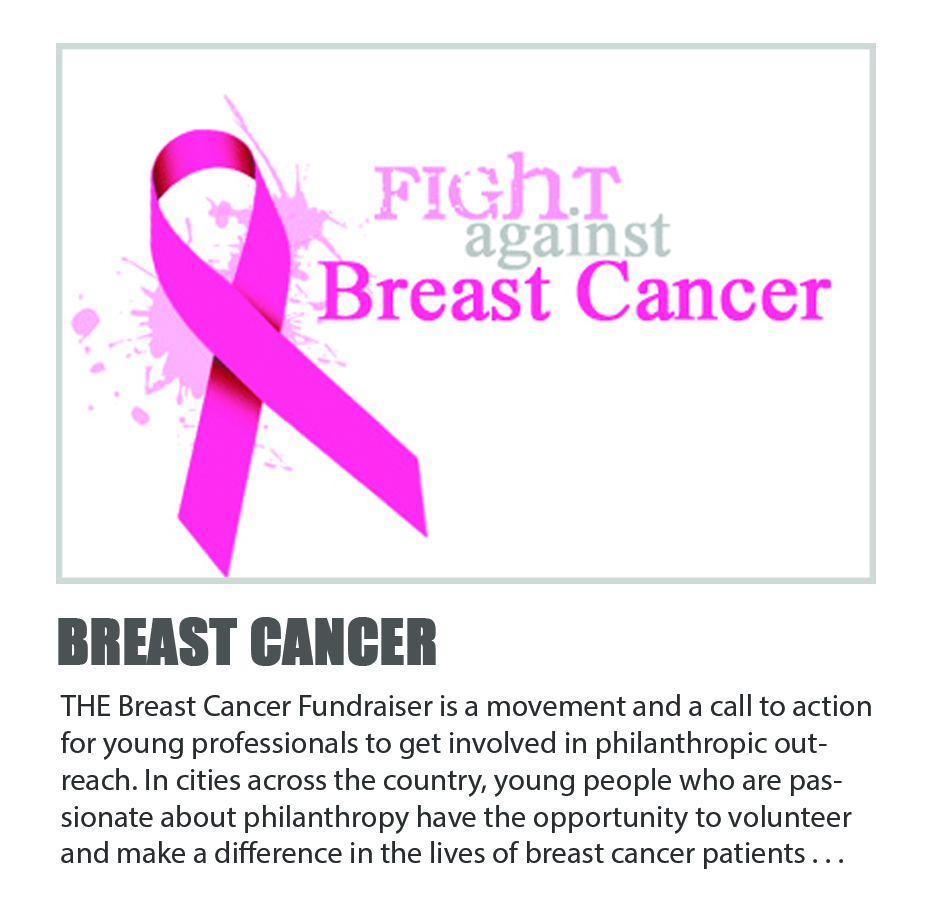 FIGhT
against
Breast Cancer
BREAST CANCER
THE Breast Cancer Fundraiser is a movement and a call to action
for young professionals to get involved in philanthropic out-
reach. In cities across the country, young people who are pas-
sionate about philanthropy have the opportunity to volunteer
and make a difference in the lives of breast cancer patients . . .